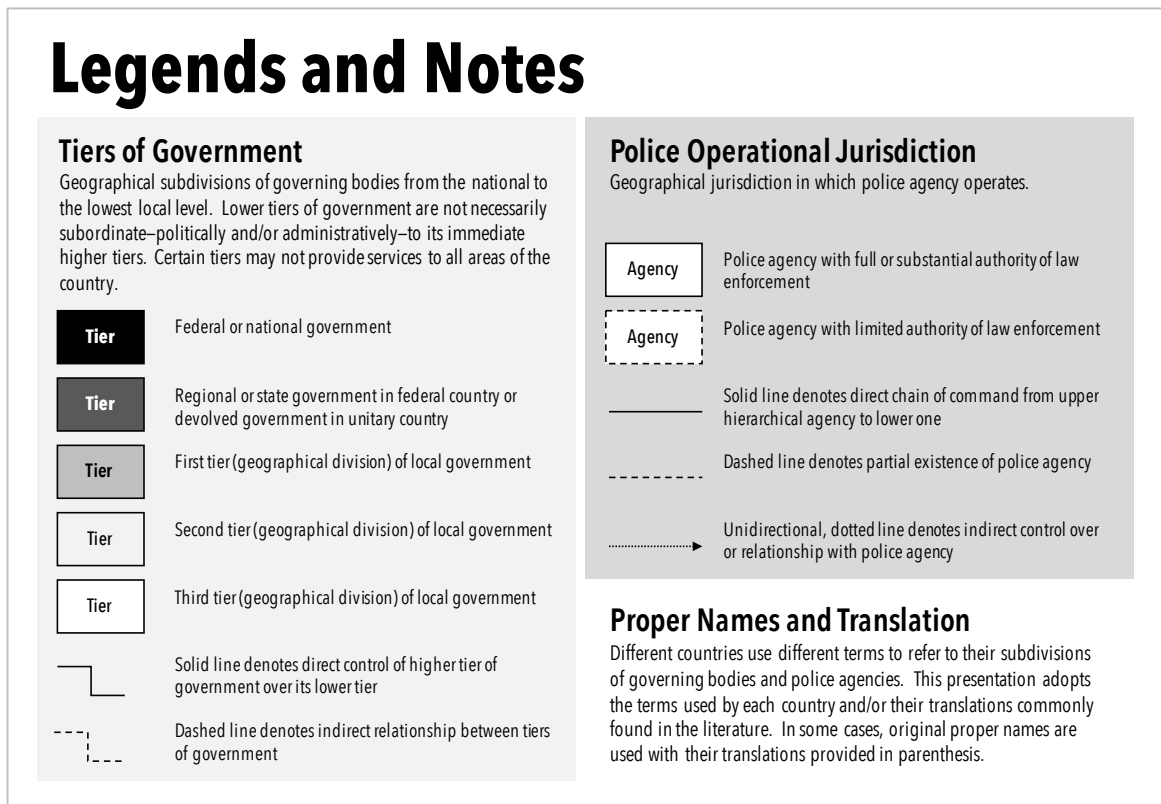 Legends and Notes
Tiers of Government
Geographical subdivisions of governing bodies from the national to
the lowest local level. Lower tiers of government are not necessarily
subordinate—politically and/or administratively—to its immediate
higher tiers. Certain tiers may not provide services to all areas of the
country.
Tier
Federal or national government
Tier
Regional or state government in federal country or
devolved government in unitary country
Tier
First tier (geographical division) of local government
Tier
Second tier (geographical division) of local government
Tier
Third tier (geographical division) of local government
Solid line denotes direct control of higher tier of
government over its lower tier
Dashed line denotes indirect relationship between tiers
of government
Police Operational Jurisdiction
Geographical jurisdiction in which police agency operates.
Agency
Police agency with full or substantial authority of law
enforcement
Agency
Police agency with limited authority of law enforcement
Solid line denotes direct chain of command from upper
hierarchical agency to lower one
Dashed line denotes partial existence of police agency
Unidirectional, dotted line denotes indirect control over
or relationship with police agency
Proper Names and Translation
Different countries use different terms to refer to their subdivisions
of governing bodies and police agencies. This presentation adopts
the terms used by each country and/or their translations commonly
found in the literature. In some cases, original proper names are
used with their translations provided in parenthesis.